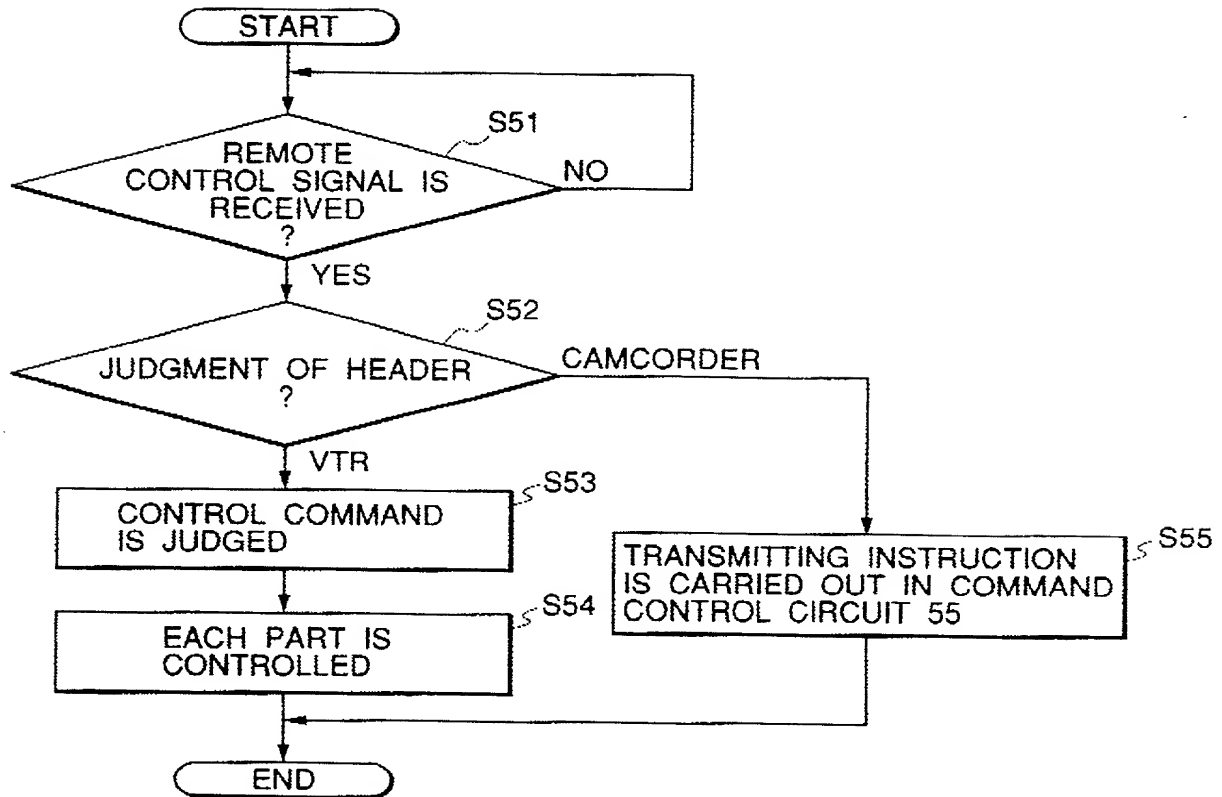 START
S51
REMOTE
CONTROL SIGNAL IS
RECEIVED
?
NO
YES
S52
JUDGMENT OF HEADER
?
CAMCORDER
VTR
S53
CONTROL COMMAND
IS JUDGED
S54
EACH PART IS
CONTROLLED
S55
TRANSMITTING INSTRUCTION
IS CARRIED OUT IN COMMAND
CONTROL CIRCUIT 55
END